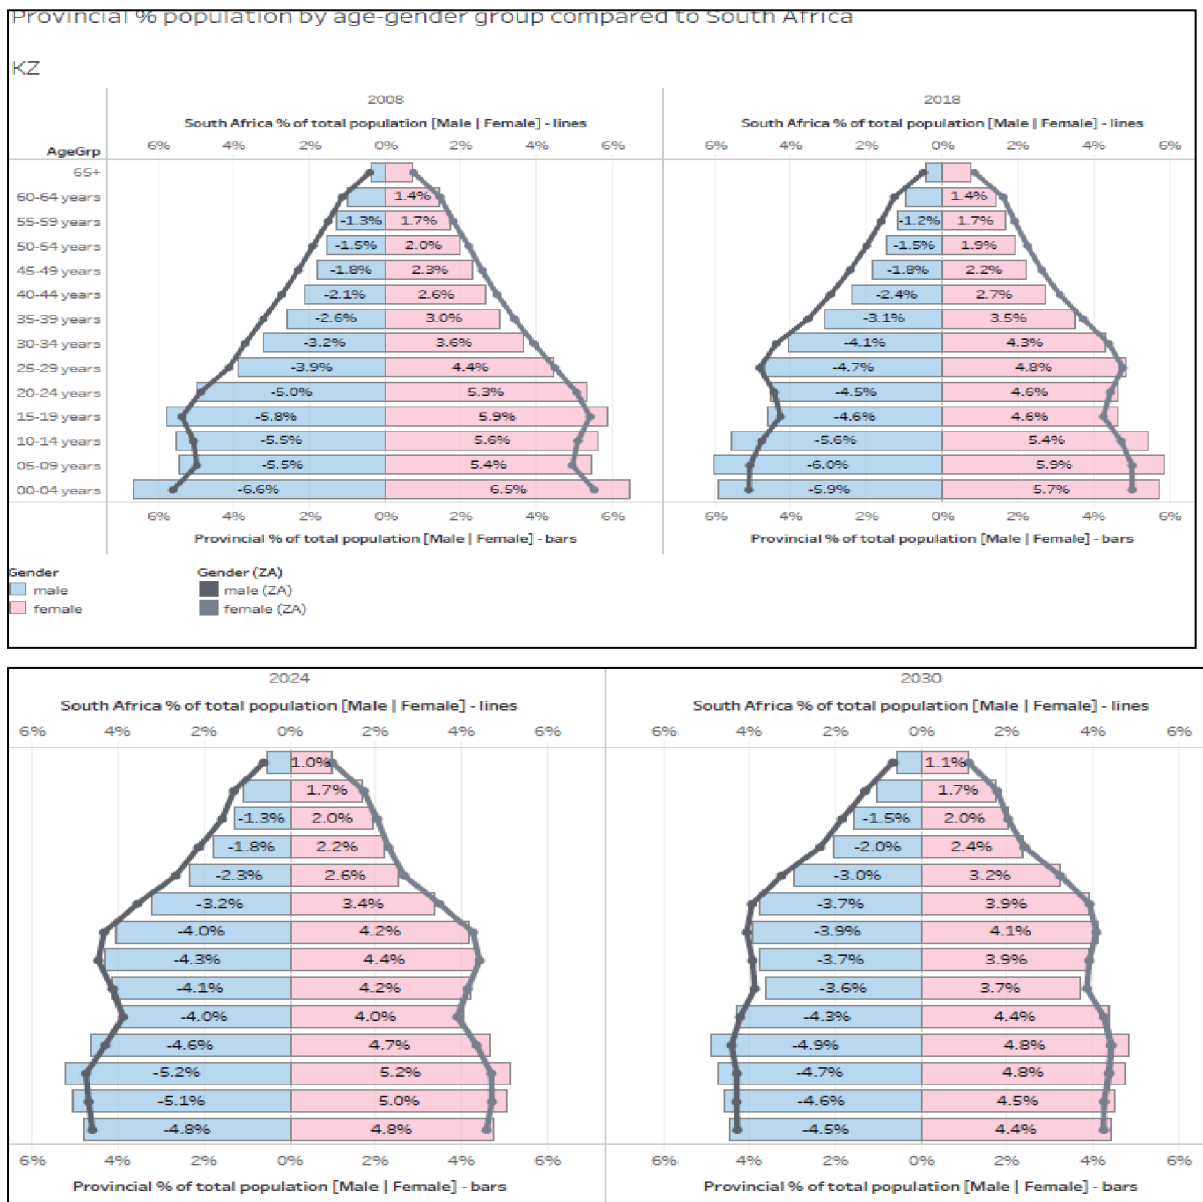 Provincial % population by age-gender group compared to South Africa
KZ
2008 2018
South Africa % of total population [Male | Female] - lines South Africa % of total population [Male | Female] - lines
AgeGrp 6% 4% 2% 0% 2% 4% 6% 6% 4% 2% 0% 2% 4% 6%
65+
60-64 years 1.4% 1.4%
55-59 years -1.3% 1.7% -1.2% 1.7%
50-54 years -1.5% 2.0% -1.5% 1.9%
45-49 years -1.8% 2.3% -1.8% 2.2%
40-44 years -2.1% 2.6% -2.4% 2.7%
35-39 years -2.6% 3.0% -3.1% 3.5%
30-34 years -3.2% 3.6% -4.1% 4.3%
25-29 years -3.9% 4.4% -4.7% 4.8%
20-24 years -5.0% 5.3% -4.5% 4.6%
15-19 years -5.8% 5.9% -4.6% 4.6%
10-14 years -5.5% 5.6% -5.6% 5.4%
05-09 years -5.5% 5.4% -6.0% 5.9%
00-04 years -6.6% 6.5% -5.9% 5.7%
6% 4% 2% 0% 2% 4% 6% 6% 4% 2% 0% 2% 4% 6%
Provincial % of total population [Male | Female] - bars Provincial % of total population [Male | Female] - bars
Gender Gender (ZA)
male male (ZA)
female female (ZA)
2024 2030
South Africa % of total population [Male | Female] - lines South Africa % of total population [Male | Female] - lines
6% 4% 2% 0% 2% 4% 6% 6% 4% 2% 0% 2% 4% 6%
1.0% 1.1%
1.7% 1.7%
-1.3% 2.0% -1.5% 2.0%
-1.8% 2.2% -2.0% 2.4%
-2.3% 2.6% -3.0% 3.2%
-3.2% 3.4% -3.7% 3.9%
-4.0% 4.2% -3.9% 4.1%
-4.3% 4.4% -3.7% 3.9%
-4.1% 4.2% -3.6% 3.7%
-4.0% 4.0% -4.3% 4.4%
-4.6% 4.7% -4.9% 4.8%
-5.2% 5.2% -4.7% 4.8%
-5.1% 5.0% -4.6% 4.5%
-4.8% 4.8% -4.5% 4.4%
6% 4% 2% 0% 2% 4% 6% 6% 4% 2% 0% 2% 4% 6%
Provincial % of total population [Male | Female] - bars Provincial % of total population [Male | Female] - bars